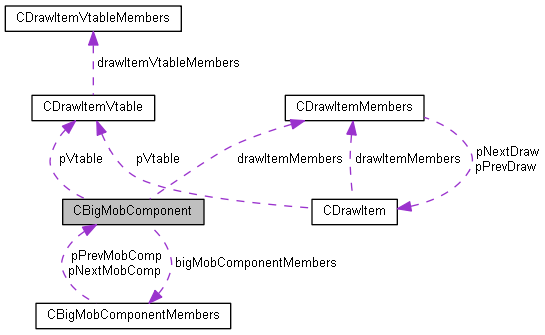 CDrawItemVtableMembers
drawItemVtableMembers
CDrawItemVtable
CDrawItemMembers
pVtable
pVtable
drawItemMembers
drawItemMembers
pNextDraw
pPrevDraw
CBigMobComponent
CDrawItem
pPrevMobComp
pNextMobComp
bigMobComponentMembers
CBigMobComponentMembers